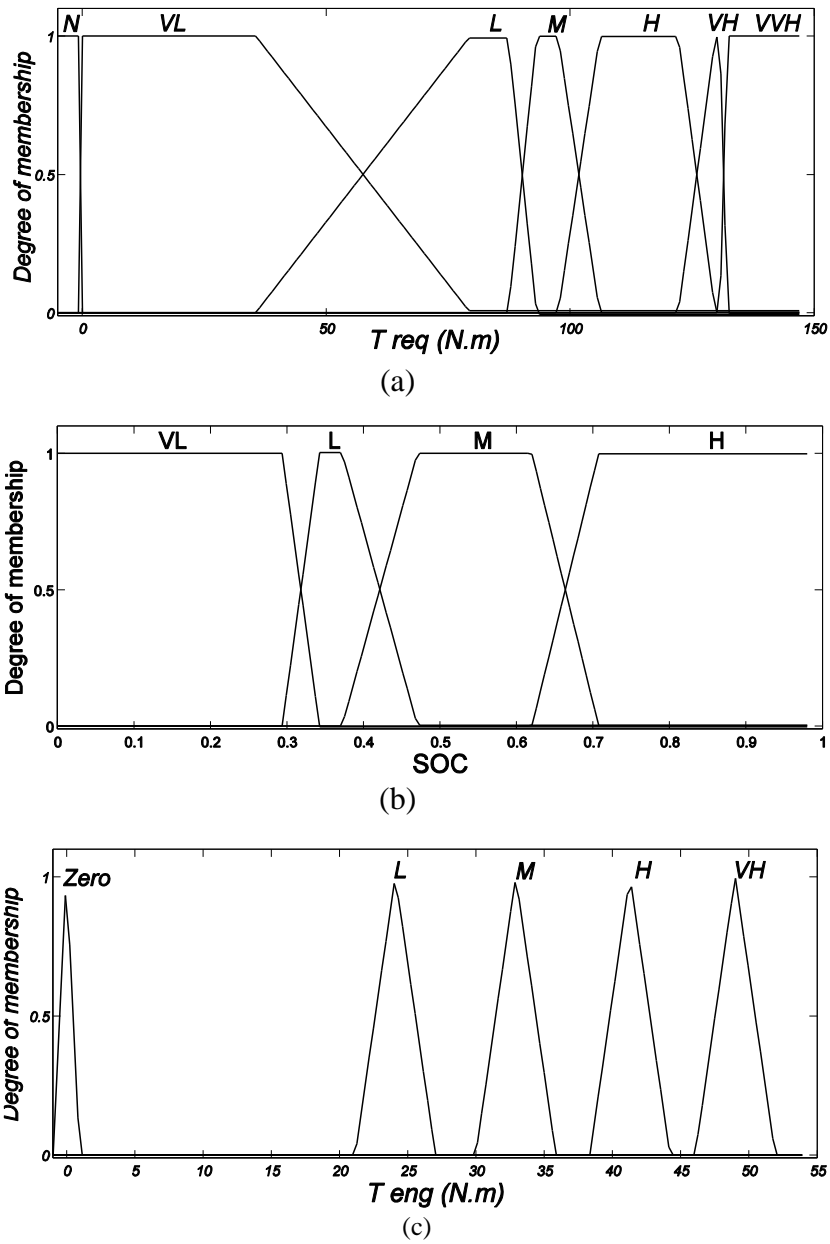 N VL L M H VH VVH
1
0.5
0
Degree of membership
0 50 100 150
T req (N.m)
(a)
VL L M H
1
0.5
0
Degree of membership
0 0.1 0.2 0.3 0.4 0.5 0.6 0.7 0.8 0.9 1
SOC
(b)
Zero L M H VH
1
0.5
0
Degree of membership
0 5 10 15 20 25 30 35 40 45 50 55
T eng (N.m)
(c)